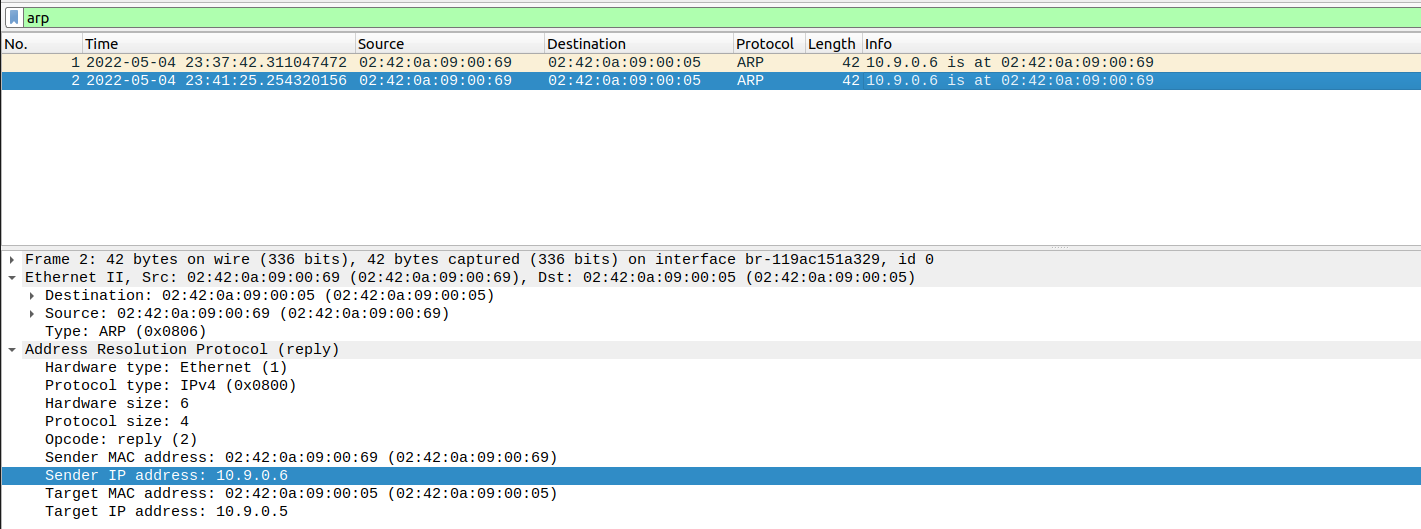 arp
No. Time Source Destination Protocol Length Info
1 2022-05-04 23:37:42.311047472 02:42:0a:09:00:69 02:42:0a:09:00:05 ARP 42 10.9.0.6 is at 02:42:0a:09:00:69
2 2022-05-04 23:41:25.254320156 02:42:0a:09:00:69 02:42:0a:09:00:05 ARP 42 10.9.0.6 is at 02:42:0a:09:00:69
Frame 2: 42 bytes on wire (336 bits), 42 bytes captured (336 bits) on interface br-119ac151a329, id 0
Ethernet II, Src: 02:42:0a:09:00:69 (02:42:0a:09:00:69), Dst: 02:42:0a:09:00:05 (02:42:0a:09:00:05)
Destination: 02:42:0a:09:00:05 (02:42:0a:09:00:05)
Source: 02:42:0a:09:00:69 (02:42:0a:09:00:69)
Type: ARP (0x0806)
Address Resolution Protocol (reply)
Hardware type: Ethernet (1)
Protocol type: IPv4 (0x0800)
Hardware size: 6
Protocol size: 4
Opcode: reply (2)
Sender MAC address: 02:42:0a:09:00:69 (02:42:0a:09:00:69)
Sender IP address: 10.9.0.6
Target MAC address: 02:42:0a:09:00:05 (02:42:0a:09:00:05)
Target IP address: 10.9.0.5